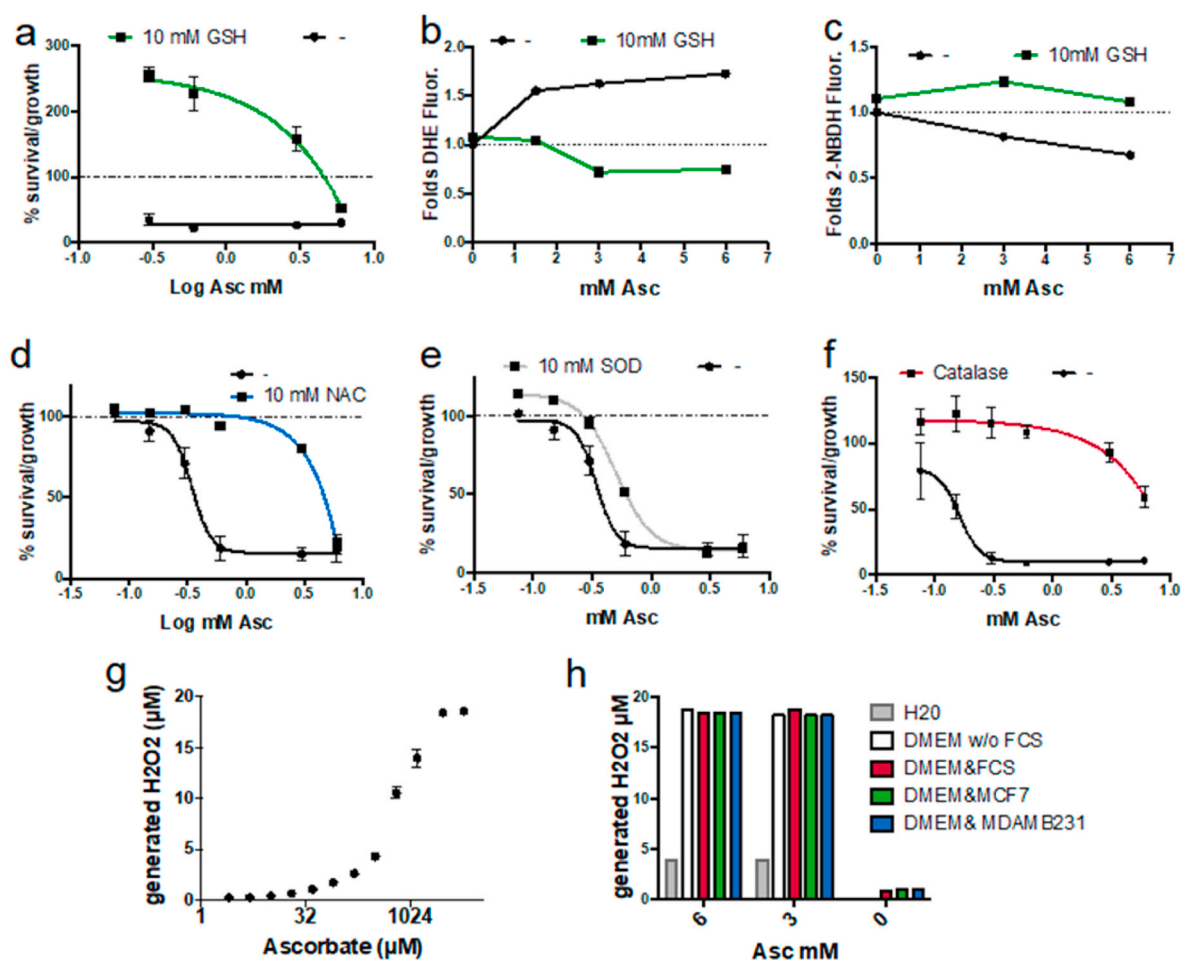 a
10 mM GSH
-
300
200
100
0
% survival/growth
-1.0
-0.5
0.0
0.5
1.0
Log Asc mM
b
-
10mM GSH
2.0
1.5
1.0
0.5
0.0
Folds DHE Fluor.
0 1 2 3 4 5 6 7
mM Asc
c
-
10mM GSH
1.5
1.0
0.5
0.0
Folds 2-NBDH Fluor.
0 1 2 3 4 5 6 7
mM Asc
d
-
10 mM NAC
100
50
0
% survival/growth
-1.5 -1.0 -0.5 0.0 0.5 1.0
Log mM Asc
e
10 mM SOD
-
100
50
0
% survival/growth
-1.5 -1.0 -0.5 0.0 0.5 1.0
mM Asc
f
Catalase
-
150
100
50
0
% survival/growth
-1.5 -1.0 -0.5 0.0 0.5 1.0
mM Asc
g
20
15
10
5
0
generated H2O2 (µM)
1 32 1024
Ascorbate (µM)
h
20
15
10
5
0
generated H2O2 µM
6 3 0
Asc mM
H20
DMEM w/o FCS
DMEM&FCS
DMEM&MCF7
DMEM& MDAMB231